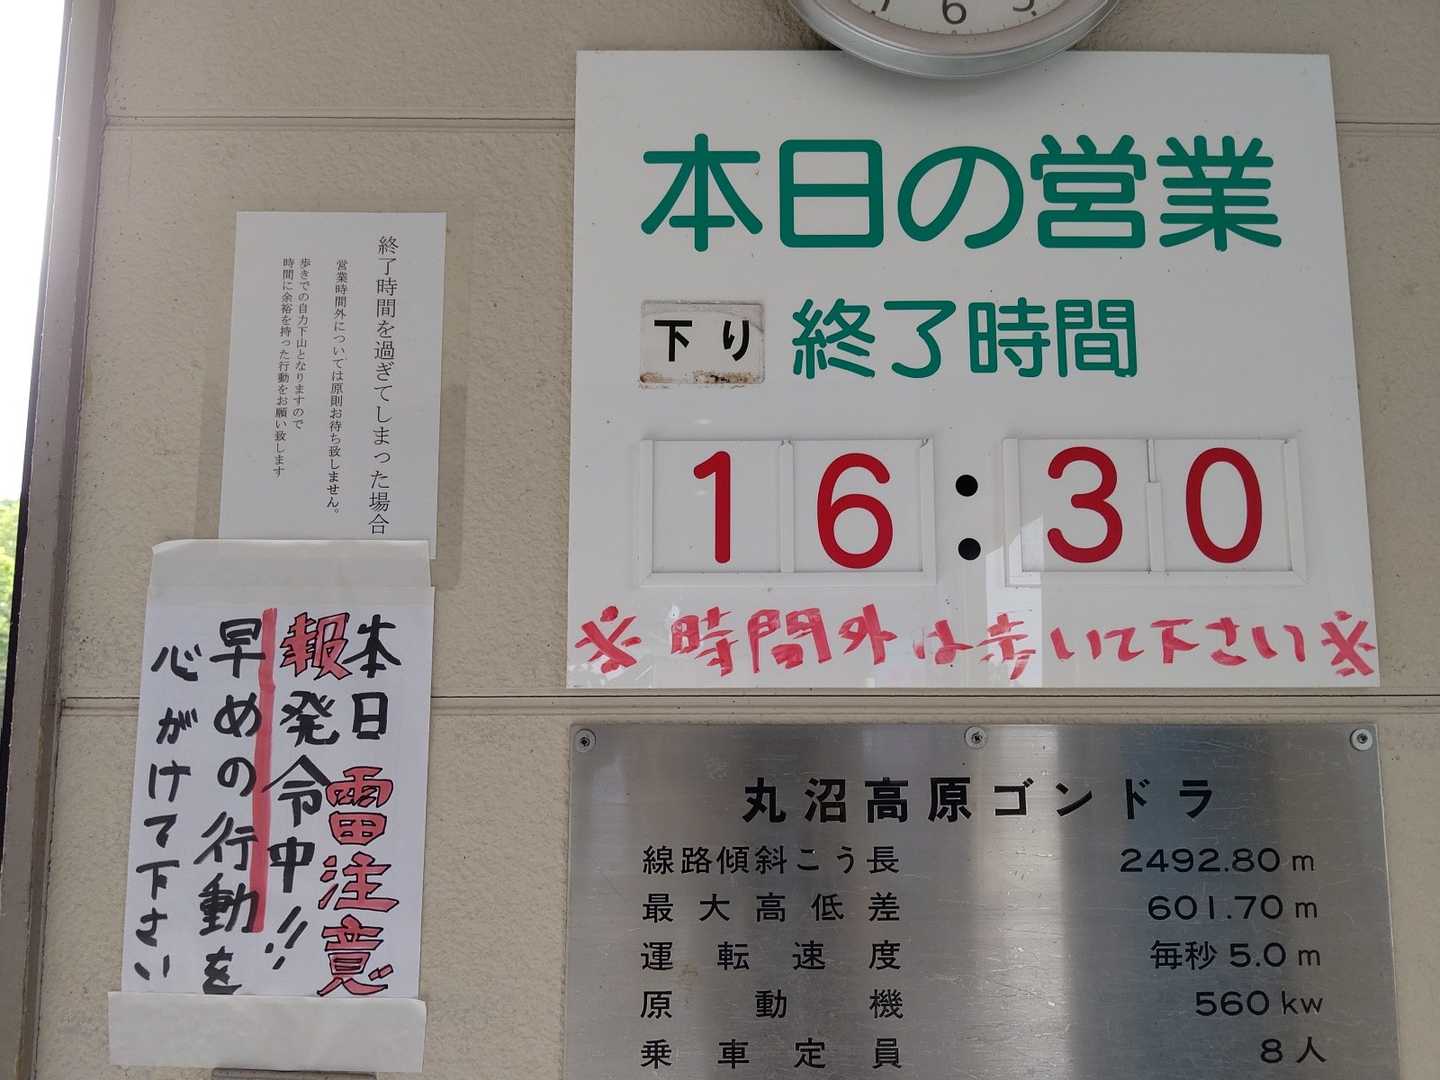 7 6 5
本日の営業
下り 終了時間
16:30
※時間外は歩いて下さい※
終了時間を過ぎてしまった場合
営業時間外については原則お待ち致しません。
歩きでの自力下山となりますので
時間に余裕を持った行動をお願い致します
本日雷注意
報発令中!!
早めの行動を
心がけて下さい
丸沼高原ゴンドラ
線路傾斜こう長 2492.80m
最大高低差 601.70m
運転速度 毎秒5.0m
原動機 560kw
乗車定員 8人